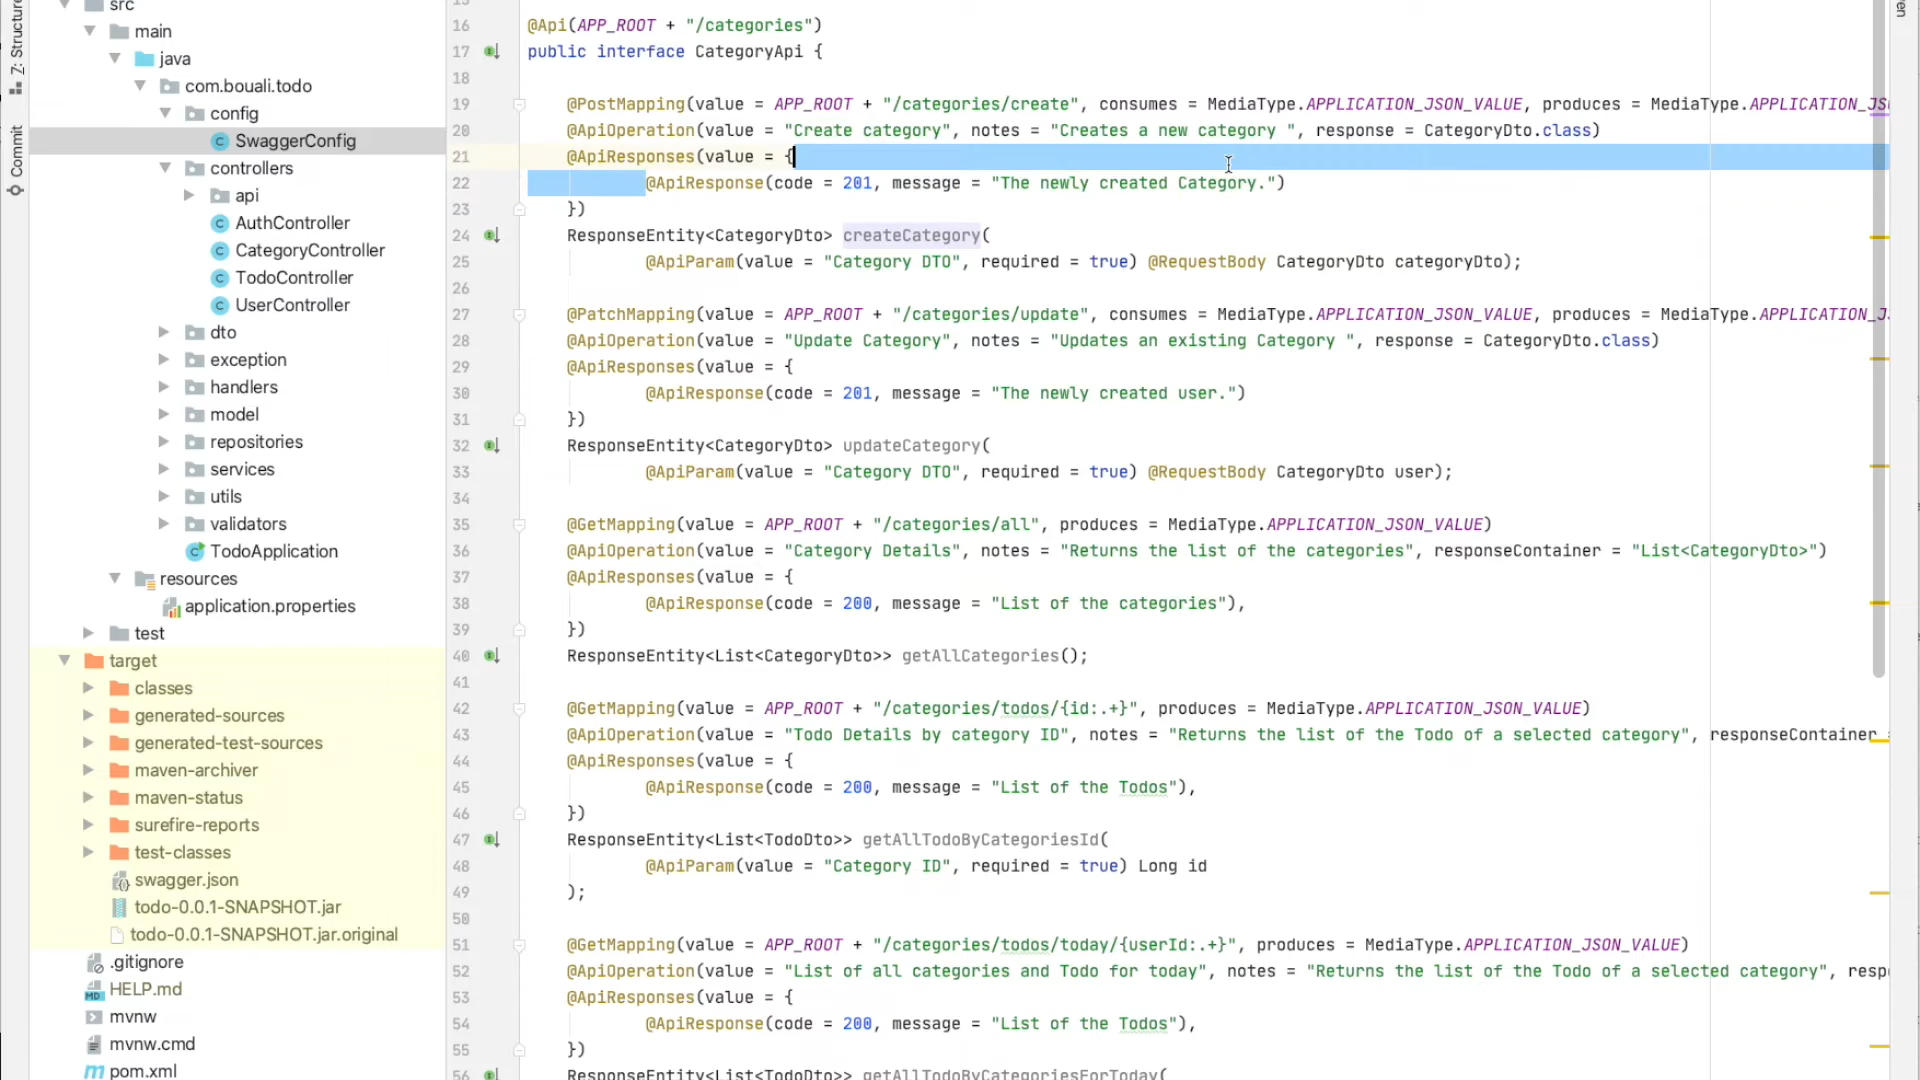 Z: Structure
Commit
src
main
java
com.bouali.todo
config
SwaggerConfig
controllers
api
AuthController
CategoryController
TodoController
UserController
dto
exception
handlers
model
repositories
services
utils
validators
TodoApplication
resources
application.properties
test
target
classes
generated-sources
generated-test-sources
maven-archiver
maven-status
surefire-reports
test-classes
swagger.json
todo-0.0.1-SNAPSHOT.jar
todo-0.0.1-SNAPSHOT.jar.original
.gitignore
HELP.md
mvnw
mvnw.cmd
pom.xml
16 @Api(APP_ROOT + "/categories")
17 public interface CategoryApi {
18
19 @PostMapping(value = APP_ROOT + "/categories/create", consumes = MediaType.APPLICATION_JSON_VALUE, produces = MediaType.APPLICATION_JS
20 @ApiOperation(value = "Create category", notes = "Creates a new category ", response = CategoryDto.class)
21 @ApiResponses(value = {
22 @ApiResponse(code = 201, message = "The newly created Category.")
23 })
24 ResponseEntity<CategoryDto> createCategory(
25 @ApiParam(value = "Category DTO", required = true) @RequestBody CategoryDto categoryDto);
26
27 @PatchMapping(value = APP_ROOT + "/categories/update", consumes = MediaType.APPLICATION_JSON_VALUE, produces = MediaType.APPLICATION_J
28 @ApiOperation(value = "Update Category", notes = "Updates an existing Category ", response = CategoryDto.class)
29 @ApiResponses(value = {
30 @ApiResponse(code = 201, message = "The newly created user.")
31 })
32 ResponseEntity<CategoryDto> updateCategory(
33 @ApiParam(value = "Category DTO", required = true) @RequestBody CategoryDto user);
34
35 @GetMapping(value = APP_ROOT + "/categories/all", produces = MediaType.APPLICATION_JSON_VALUE)
36 @ApiOperation(value = "Category Details", notes = "Returns the list of the categories", responseContainer = "List<CategoryDto>")
37 @ApiResponses(value = {
38 @ApiResponse(code = 200, message = "List of the categories"),
39 })
40 ResponseEntity<List<CategoryDto>> getAllCategories();
41
42 @GetMapping(value = APP_ROOT + "/categories/todos/{id:.+}", produces = MediaType.APPLICATION_JSON_VALUE)
43 @ApiOperation(value = "Todo Details by category ID", notes = "Returns the list of the Todo of a selected category", responseContainer =
44 @ApiResponses(value = {
45 @ApiResponse(code = 200, message = "List of the Todos"),
46 })
47 ResponseEntity<List<TodoDto>> getAllTodoByCategoriesId(
48 @ApiParam(value = "Category ID", required = true) Long id
49 );
50
51 @GetMapping(value = APP_ROOT + "/categories/todos/today/{userId:.+}", produces = MediaType.APPLICATION_JSON_VALUE)
52 @ApiOperation(value = "List of all categories and Todo for today", notes = "Returns the list of the Todo of a selected category", resp
53 @ApiResponses(value = {
54 @ApiResponse(code = 200, message = "List of the Todos"),
55 })
56 ResponseEntity<List<TodoDto>> getAllTodoByCategoriesForToday(